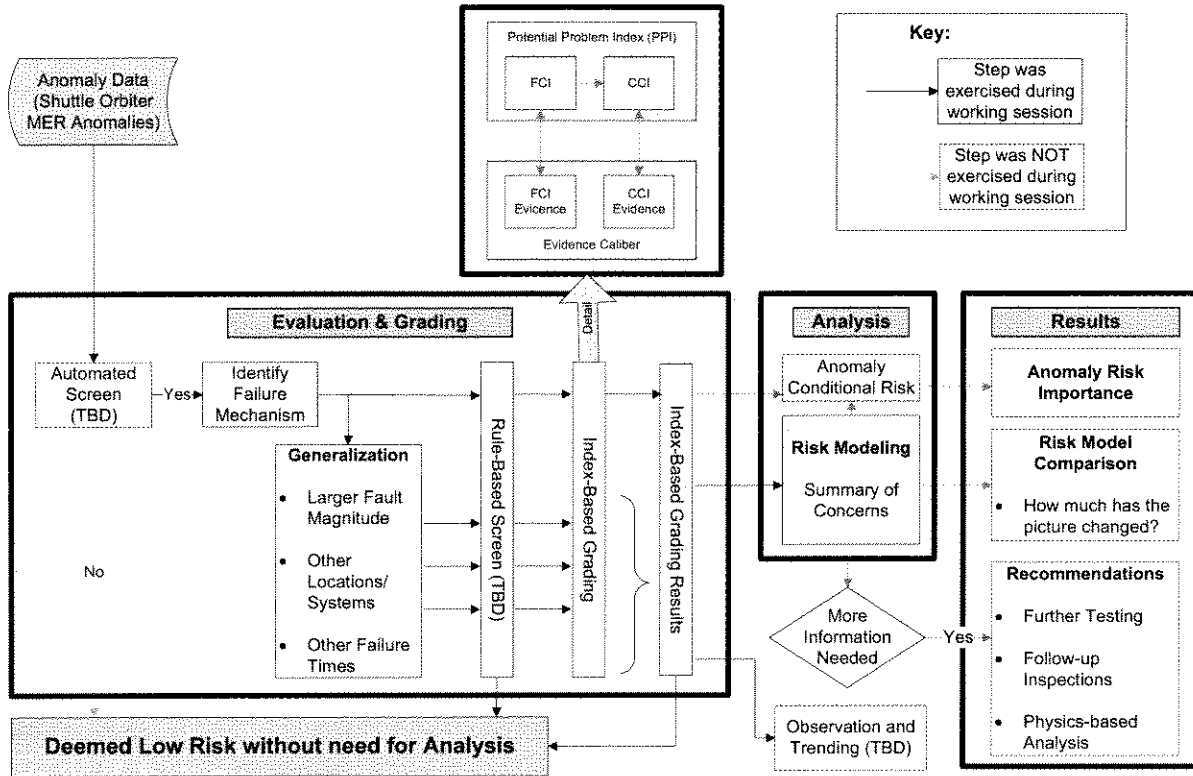 Potential Problem Index (PPI)
FCI
CCI
FCI
Evicence
CCI
Evidence
Evidence Caliber
Key:
Step was
exercised during
working session
Step was NOT
exercised during
working session
Anomaly Data
(Shuttle Orbiter
MER Anomalies)
Detail
Evaluation & Grading
Automated
Screen
(TBD)
Yes
Identify
Failure
Mechanism
Generalization
• Larger Fault
Magnitude
• Other
Locations/
Systems
• Other Failure
Times
No
Rule-Based Screen (TBD)
Index-Based Grading
Index-Based Grading Results
Analysis
Anomaly
Conditional Risk
Risk Modeling
Summary of
Concerns
More
Information
Needed
Yes
Results
Anomaly Risk
Importance
Risk Model
Comparison
• How much has the
picture changed?
Recommendations
• Further Testing
• Follow-up
Inspections
• Physics-based
Analysis
Deemed Low Risk without need for Analysis
Observation and
Trending (TBD)